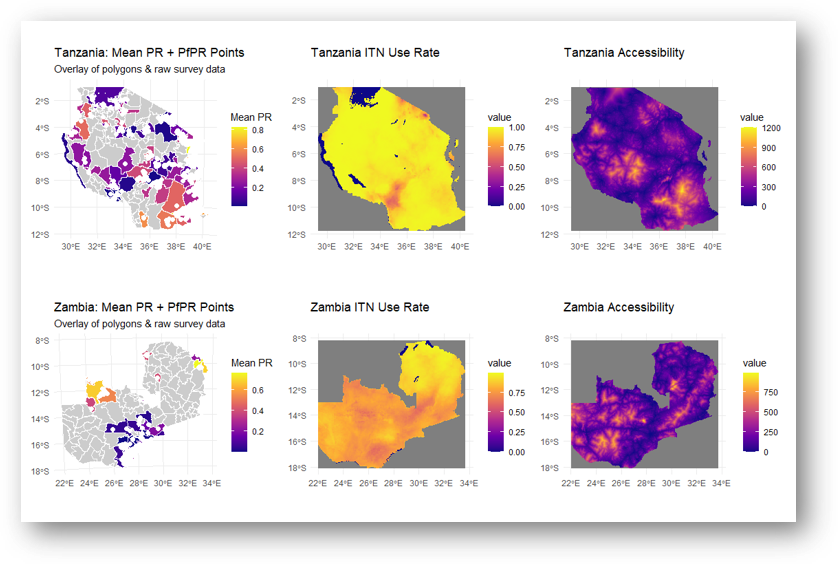 Tanzania: Mean PR + PfPR Points
Overlay of polygons & raw survey data
Mean PR
0.8
0.6
0.4
0.2
2°S
4°S
6°S
8°S
10°S
12°S
30°E 32°E 34°E 36°E 38°E 40°E
Tanzania ITN Use Rate
value
1.00
0.75
0.50
0.25
0.00
2°S
4°S
6°S
8°S
10°S
12°S
30°E 32°E 34°E 36°E 38°E 40°E
Tanzania Accessibility
value
1200
900
600
300
0
2°S
4°S
6°S
8°S
10°S
12°S
30°E 32°E 34°E 36°E 38°E 40°E
Zambia: Mean PR + PfPR Points
Overlay of polygons & raw survey data
Mean PR
0.6
0.4
0.2
8°S
10°S
12°S
14°S
16°S
18°S
22°E 24°E 26°E 28°E 30°E 32°E 34°E
Zambia ITN Use Rate
value
0.75
0.50
0.25
0.00
8°S
10°S
12°S
14°S
16°S
18°S
22°E 24°E 26°E 28°E 30°E 32°E 34°E
Zambia Accessibility
value
750
500
250
0
8°S
10°S
12°S
14°S
16°S
18°S
22°E 24°E 26°E 28°E 30°E 32°E 34°E